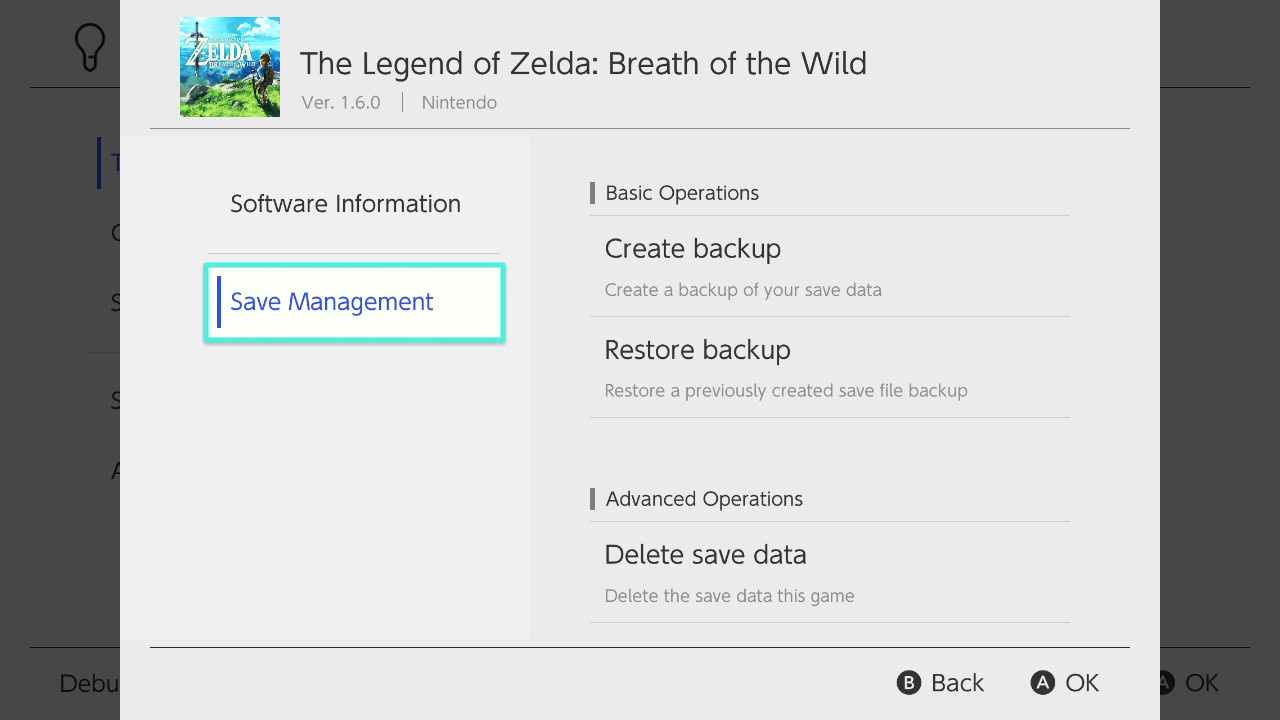 ZELDA
BREATH OF THE WILD
The Legend of Zelda: Breath of the Wild
Ver. 1.6.0
Nintendo
Software Information
Save Management
Basic Operations
Create backup
Create a backup of your save data
Restore backup
Restore a previously created save file backup
Advanced Operations
Delete save data
Delete the save data this game
Debu
B Back
A OK
A OK